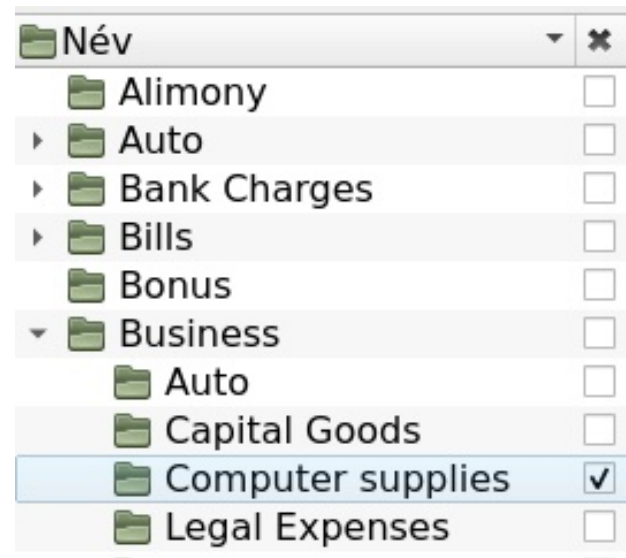 Név
Alimony
Auto
Bank Charges
Bills
Bonus
Business
Auto
Capital Goods
Computer supplies
Legal Expenses